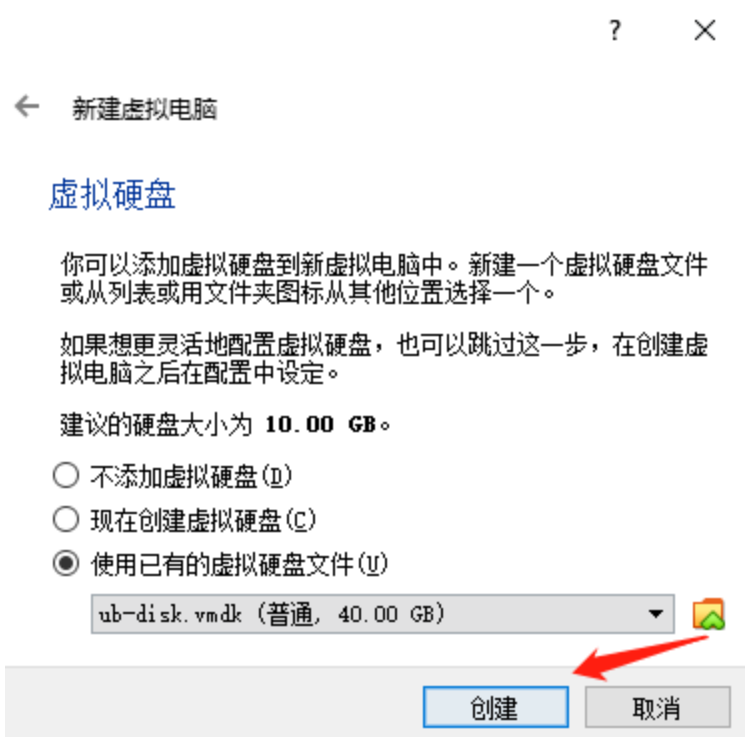 ?
新建虚拟电脑
虚拟硬盘
你可以添加虚拟硬盘到新虚拟电脑中。新建一个虚拟硬盘文件
或从列表或用文件夹图标从其他位置选择一个。
如果想更灵活地配置虚拟硬盘，也可以跳过这一步，在创建虚
拟电脑之后在配置中设定。
建议的硬盘大小为 10.00 GB。
不添加虚拟硬盘(D)
现在创建虚拟硬盘(C)
使用已有的虚拟硬盘文件(U)
ub-disk.vmdk (普通, 40.00 GB)
创建
取消